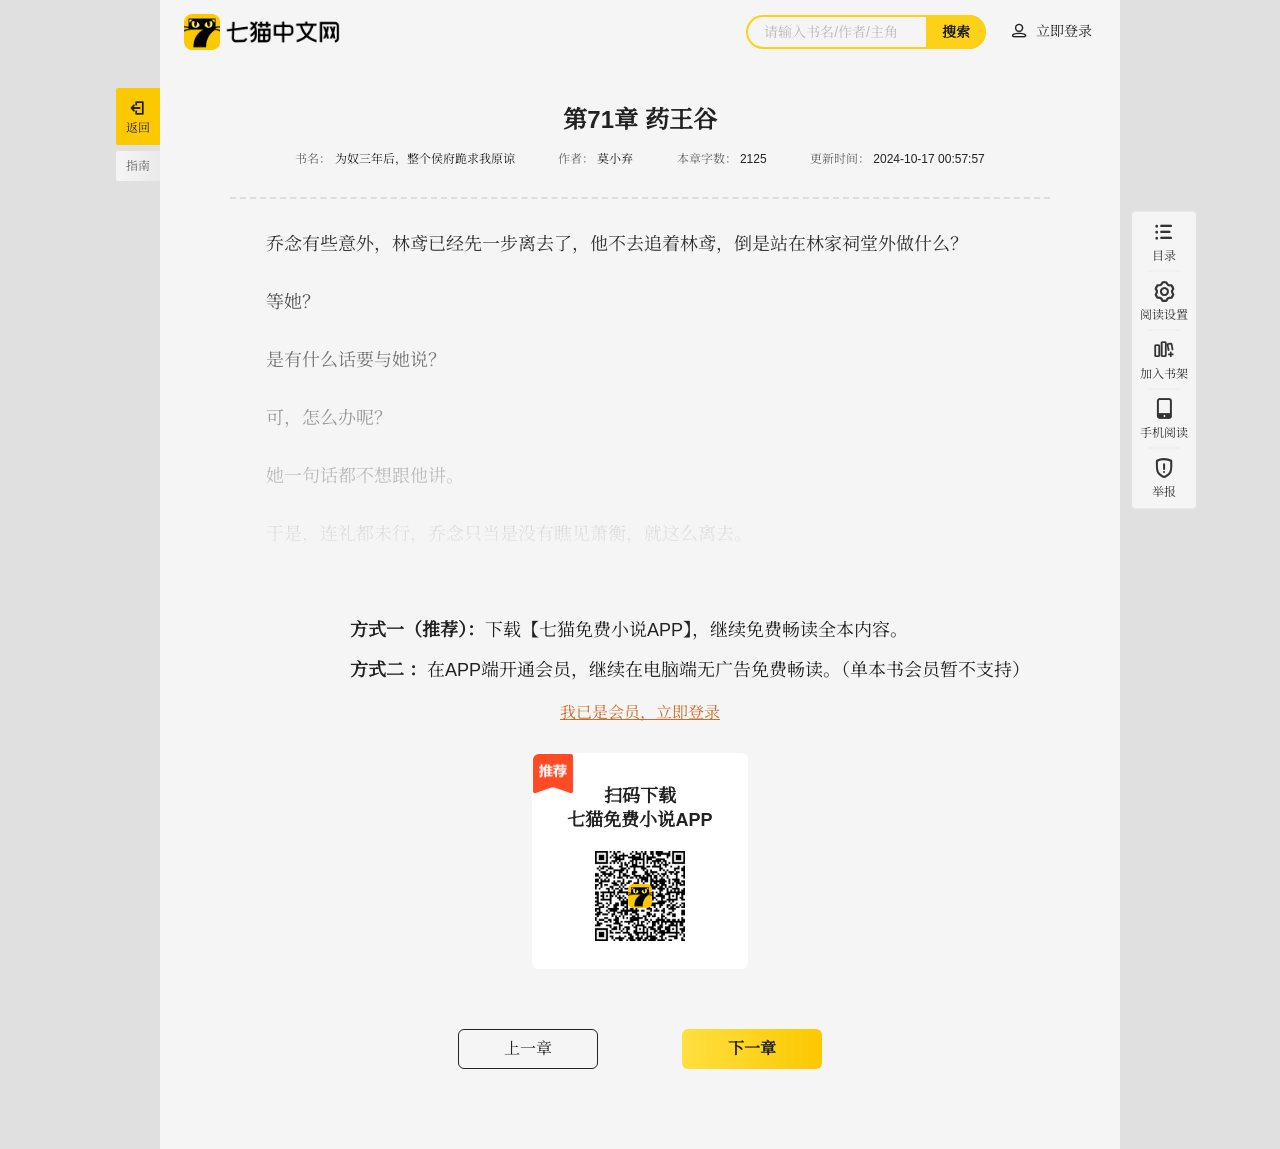 七猫中文网
请输入书名/作者/主角
搜索
立即登录
返回
指南
第71章 药王谷
书名： 为奴三年后，整个侯府跪求我原谅 作者： 莫小弃 本章字数： 2125 更新时间： 2024-10-17 00:57:57
乔念有些意外，林鸢已经先一步离去了，他不去追着林鸢，倒是站在林家祠堂外做什么？
等她？
是有什么话要与她说？
可，怎么办呢？
她一句话都不想跟他讲。
于是，连礼都未行，乔念只当是没有瞧见萧衡，就这么离去。
目录
阅读设置
加入书架
手机阅读
举报
方式一（推荐）：下载【七猫免费小说APP】，继续免费畅读全本内容。
方式二 ：在APP端开通会员，继续在电脑端无广告免费畅读。（单本书会员暂不支持）
我已是会员，立即登录
推荐
扫码下载
七猫免费小说APP
上一章
下一章